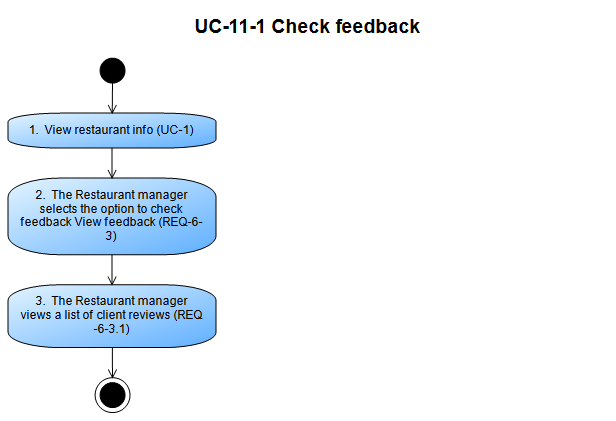 UC-11-1 Check feedback
1. View restaurant info (UC-1)
2. The Restaurant manager
selects the option to check
feedback View feedback (REQ-6-
3)
3. The Restaurant manager
views a list of client reviews (REQ
-6-3.1)